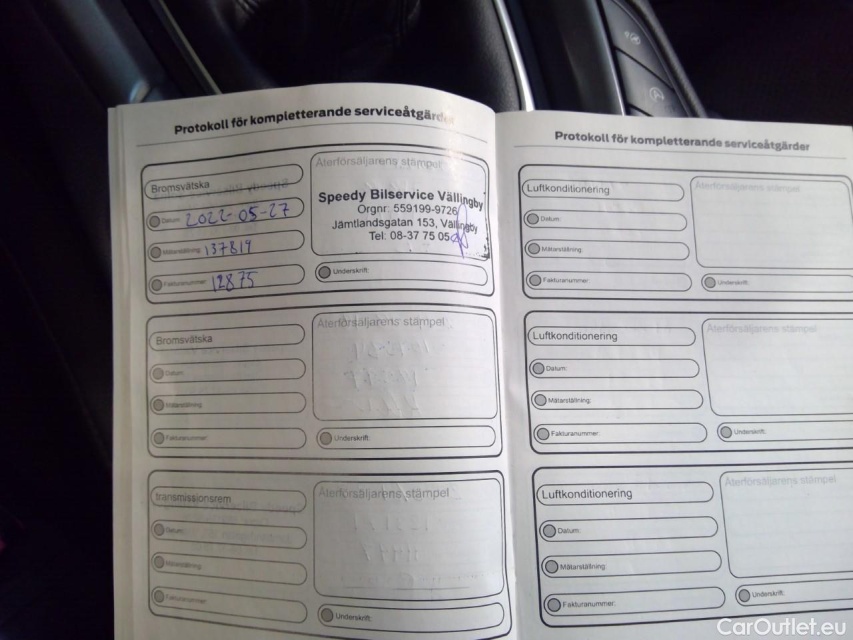 Protokoll för kompletterande serviceåtgärder
Bromsvätska
Datum: 2022-05-27
Mätarställning: 137819
Fakturanummer: 12875
Återförsäljarens stämpel
Speedy Bilservice Vällingby
Orgnr: 559199-9726
Jämtlandsgatan 153, Vällingby
Tel: 08-37 75 05
Underskrift:
Bromsvätska
Datum:
Mätarställning:
Fakturanummer:
Återförsäljarens stämpel
Underskrift:
transmissionsrem
Datum:
Mätarställning:
Fakturanummer:
Återförsäljarens stämpel
Underskrift:
Protokoll för kompletterande serviceåtgärder
Luftkonditionering
Datum:
Mätarställning:
Fakturanummer:
Återförsäljarens stämpel
Underskrift:
Luftkonditionering
Datum:
Mätarställning:
Fakturanummer:
Återförsäljarens stämpel
Underskrift:
Luftkonditionering
Datum:
Mätarställning:
Fakturanummer:
Återförsäljarens stämpel
Underskrift:
CarOutlet.eu